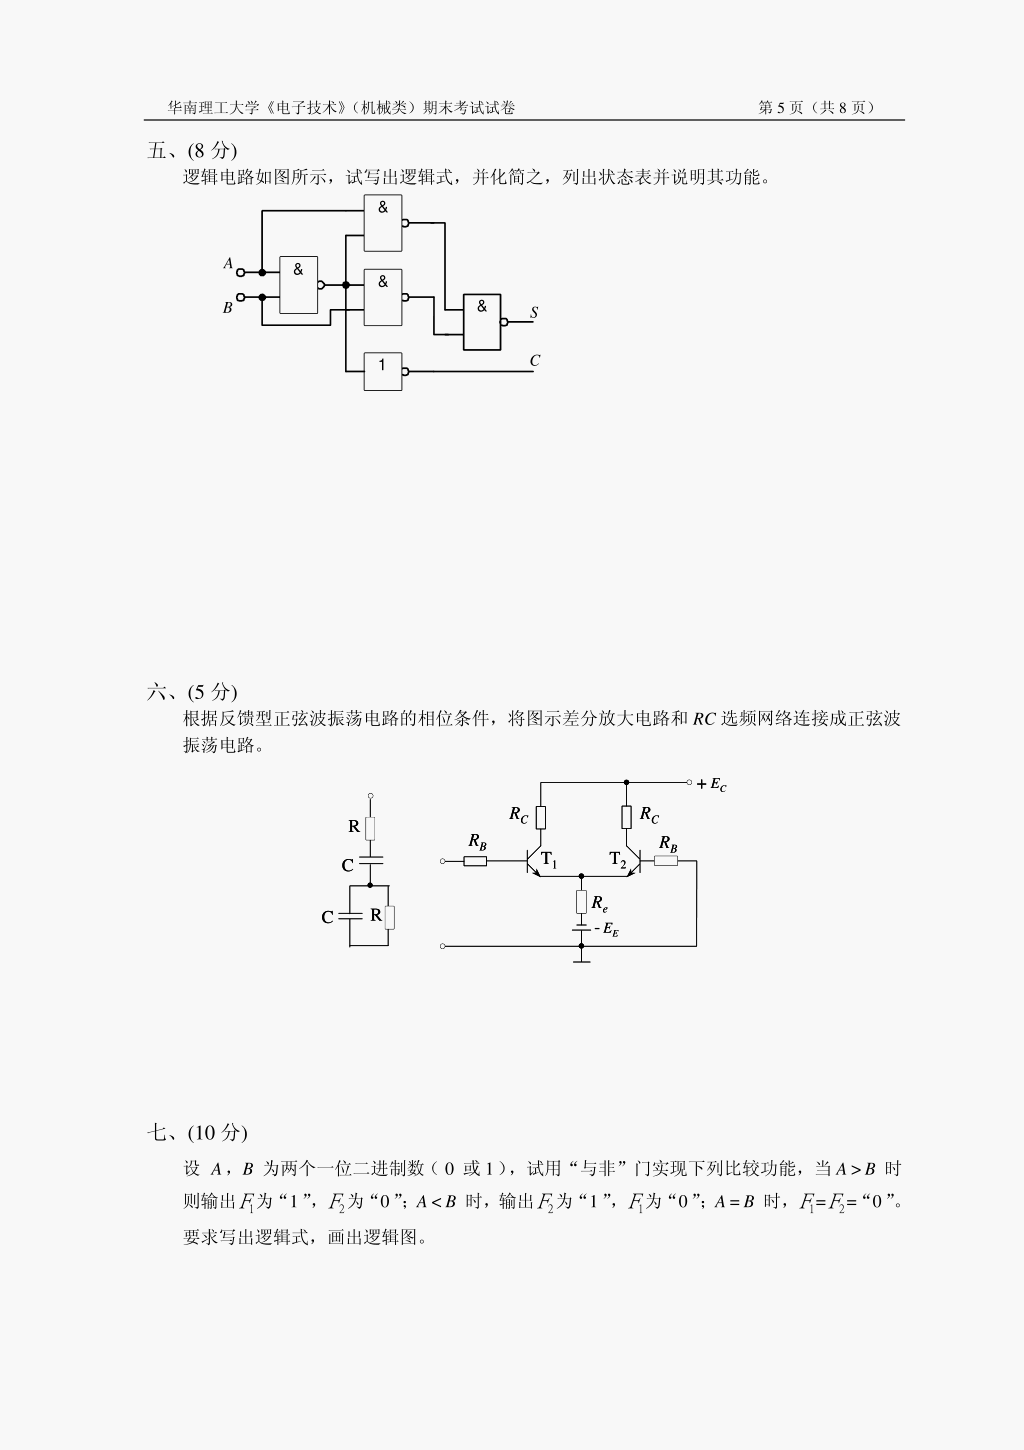 华南理工大学《电子技术》（机械类）期末考试试卷 第 5 页（共 8 页）
五、(8 分)
逻辑电路如图所示，试写出逻辑式，并化简之，列出状态表并说明其功能。
&
A
&
&
&
B
S
1
C
六、(5 分)
根据反馈型正弦波振荡电路的相位条件，将图示差分放大电路和 RC 选频网络连接成正弦波
振荡电路。
+ E_C
R
R_C
R_C
R_B
R_B
C
T_1
T_2
C
R
R_e
- E_E
七、(10 分)
设 A , B 为两个一位二进制数（ 0 或 1 ），试用“与非”门实现下列比较功能，当 A > B 时
则输出 F_1 为“ 1 ”，F_2 为“ 0 ”；A < B 时，输出 F_2 为“ 1 ”，F_1 为“ 0 ”；A = B 时，F_1 = F_2 = “ 0 ”。
要求写出逻辑式，画出逻辑图。